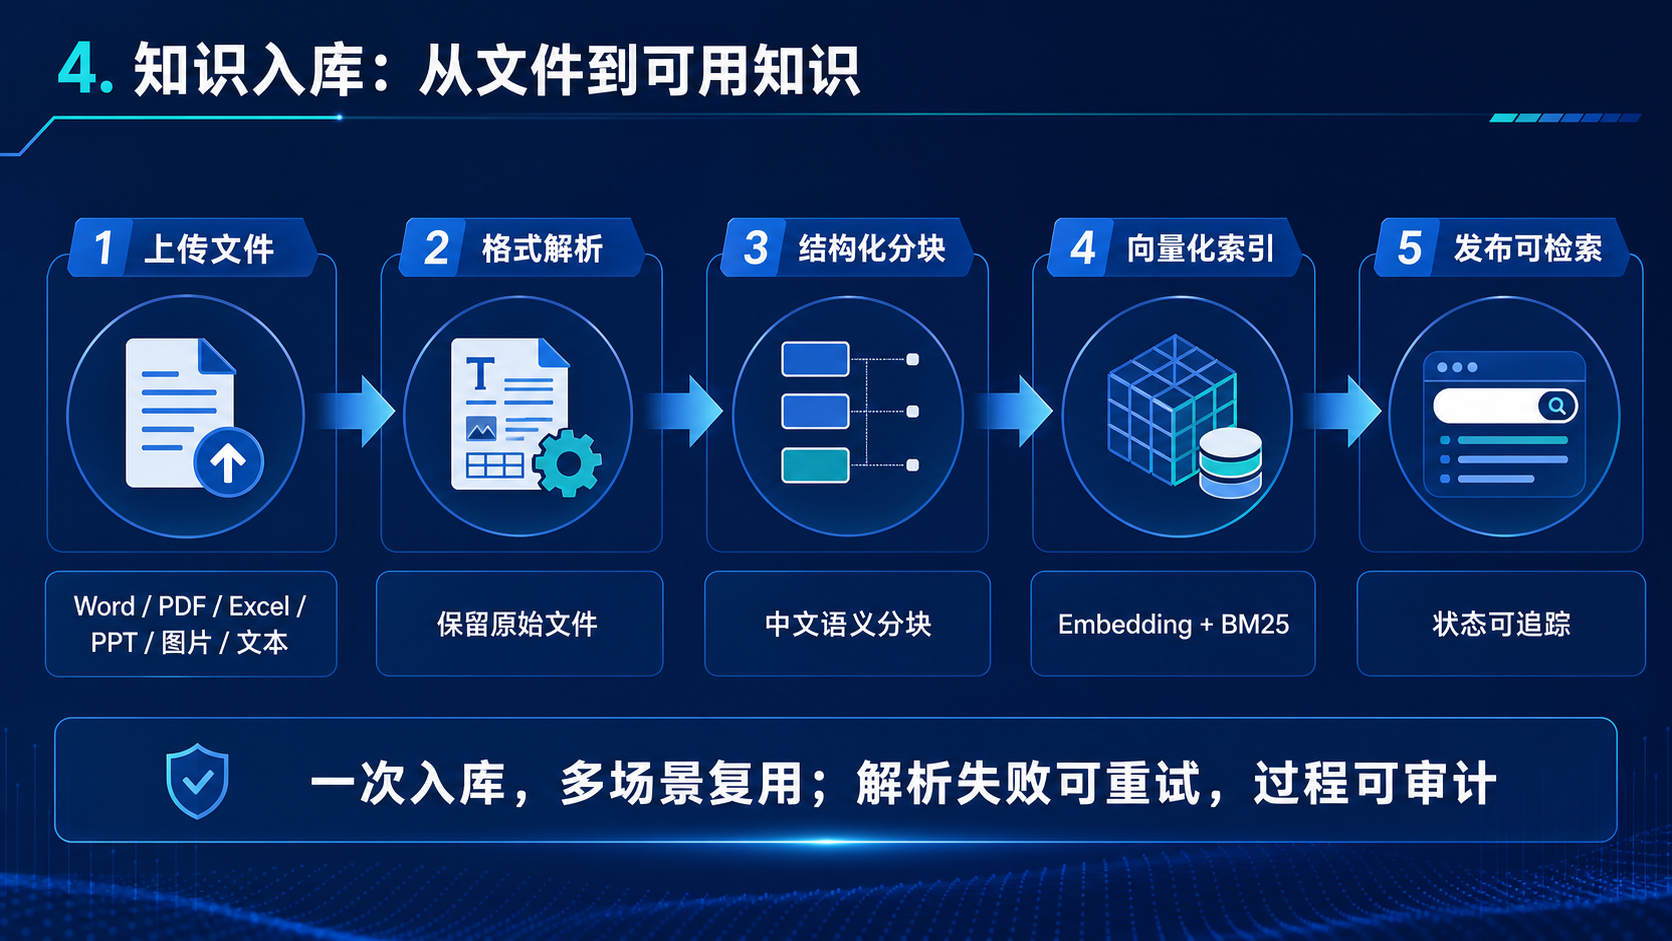 4. 知识入库：从文件到可用知识
1 上传文件
2 格式解析
3 结构化分块
4 向量化索引
5 发布可检索
T
Word / PDF / Excel /
PPT / 图片 / 文本
保留原始文件
中文语义分块
Embedding + BM25
状态可追踪
一次入库，多场景复用；解析失败可重试，过程可审计